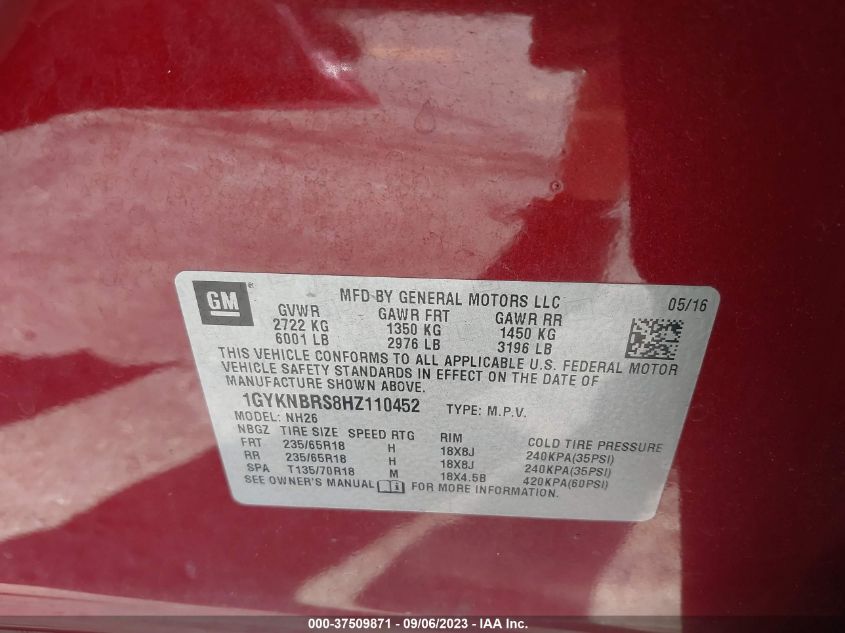 GM ®
MFD BY GENERAL MOTORS LLC
05/16
GVWR GAWR FRT GAWR RR
2722 KG 1350 KG 1450 KG
6001 LB 2976 LB 3196 LB
THIS VEHICLE CONFORMS TO ALL APPLICABLE U.S. FEDERAL MOTOR
VEHICLE SAFETY STANDARDS IN EFFECT ON THE DATE OF
MANUFACTURE SHOWN ABOVE.
1GYKNBRS8HZ110452 TYPE: M.P.V.
MODEL: NH26
NBGZ TIRE SIZE SPEED RTG RIM COLD TIRE PRESSURE
FRT 235/65R18 H 18X8J 240KPA(35PSI)
RR 235/65R18 H 18X8J 240KPA(35PSI)
SPA T135/70R18 M 18X4.5B 420KPA(60PSI)
SEE OWNER'S MANUAL i FOR MORE INFORMATION.
000-37509871 - 09/06/2023 - IAA Inc.